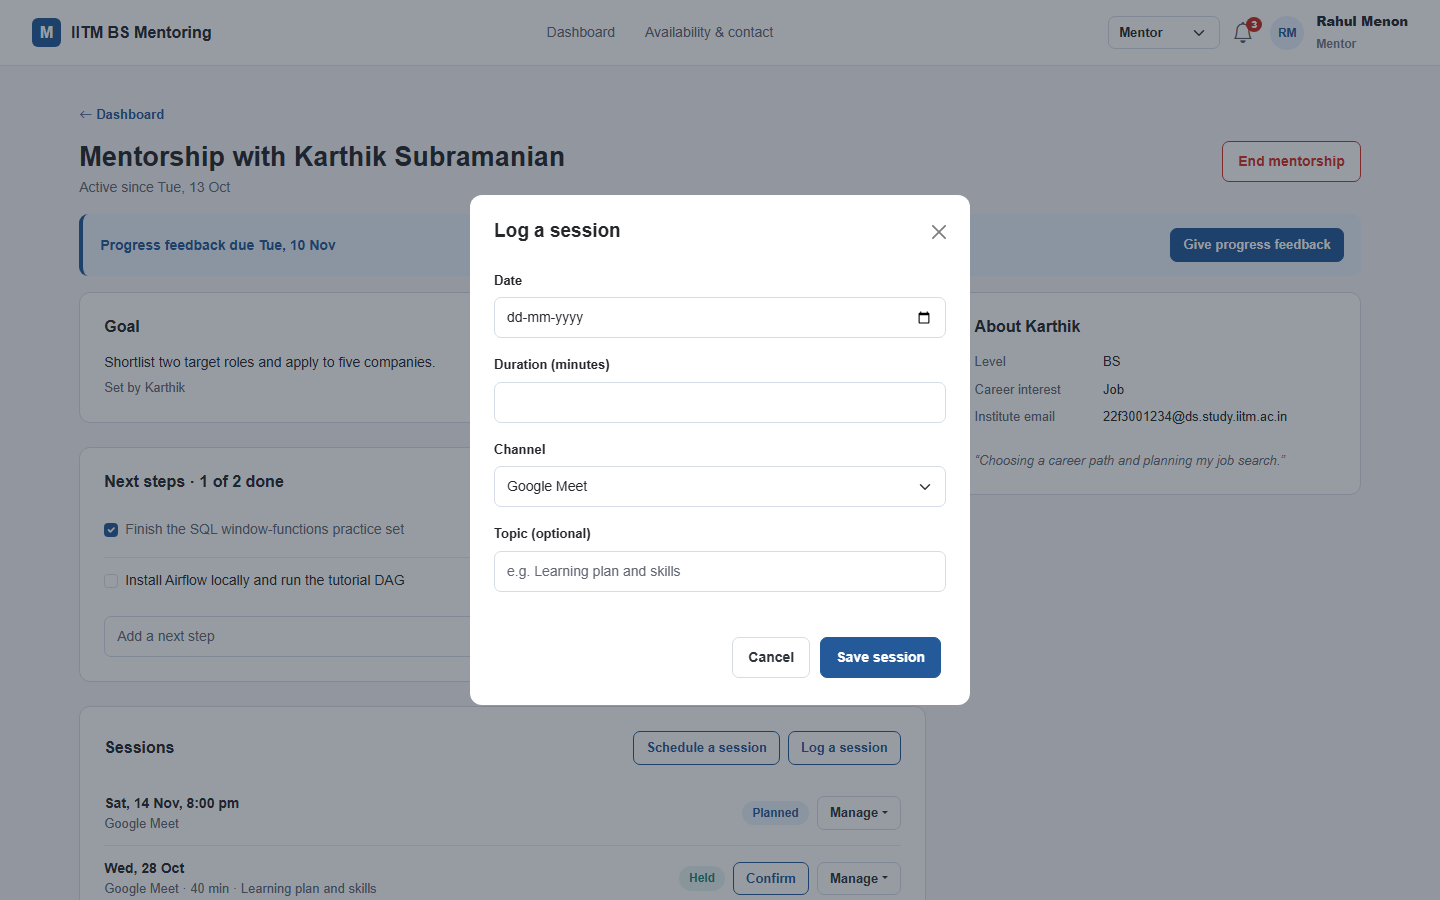 M IITM BS Mentoring
Dashboard
Availability & contact
Mentor
3
RM
Rahul Menon
Mentor
← Dashboard
Mentorship with Karthik Subramanian
Active since Tue, 13 Oct
End mentorship
Progress feedback due Tue, 10 Nov
Give progress feedback
Goal
Shortlist two target roles and apply to five companies.
Set by Karthik
Next steps · 1 of 2 done
Finish the SQL window-functions practice set
Install Airflow locally and run the tutorial DAG
Add a next step
Log a session
Date
dd-mm-yyyy
Duration (minutes)
Channel
Google Meet
Topic (optional)
e.g. Learning plan and skills
Cancel
Save session
About Karthik
Level BS
Career interest Job
Institute email 22f3001234@ds.study.iitm.ac.in
“Choosing a career path and planning my job search.”
Sessions
Schedule a session
Log a session
Sat, 14 Nov, 8:00 pm
Google Meet
Planned
Manage
Wed, 28 Oct
Google Meet · 40 min · Learning plan and skills
Held
Confirm
Manage